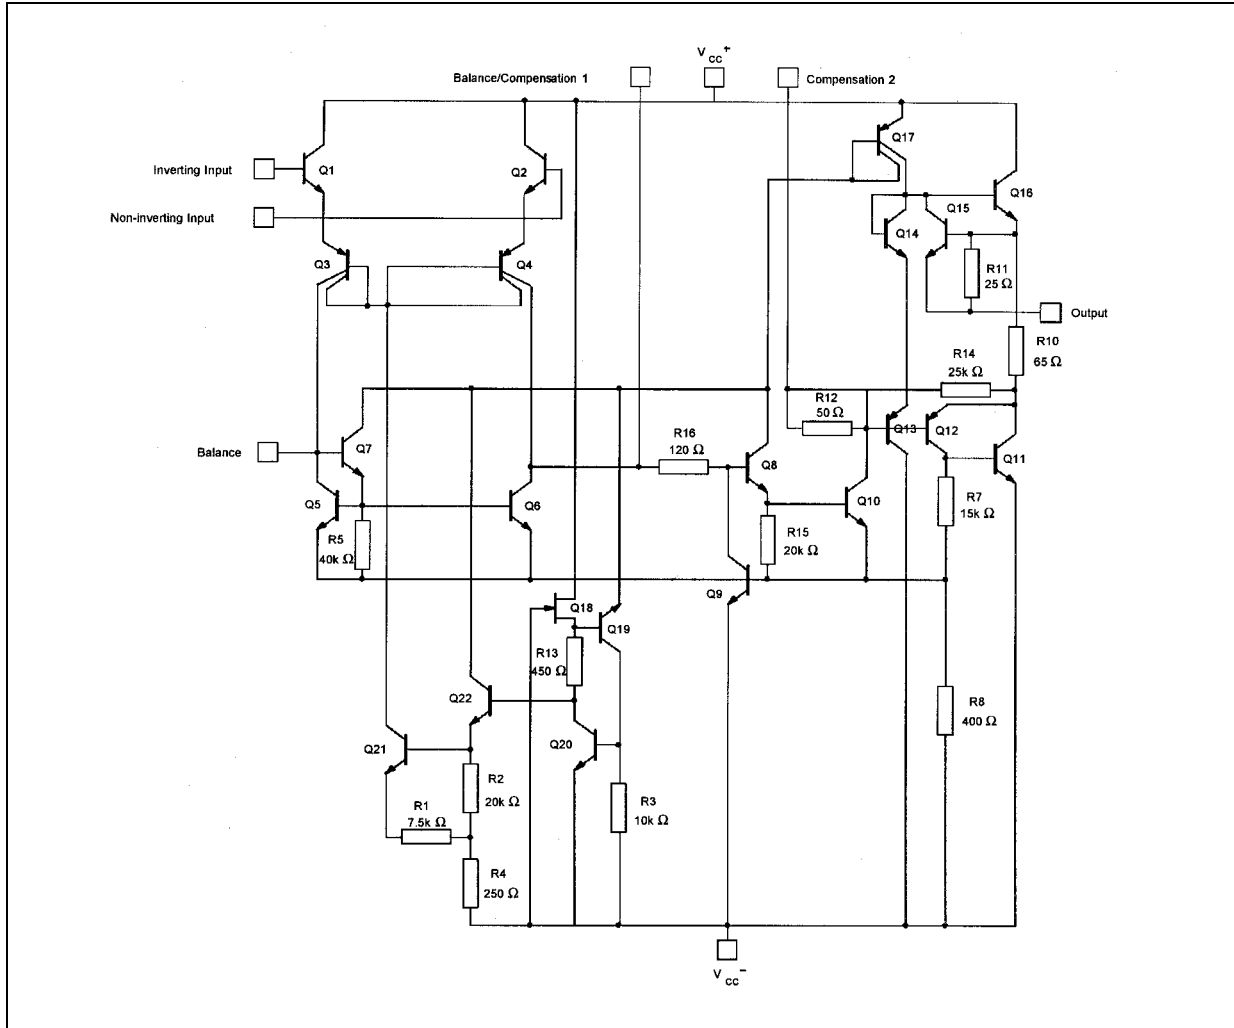 V CC +
Balance/Compensation 1
Compensation 2
Q17
Inverting Input
Q1
Q2
Q16
Non-inverting Input
Q15
Q14
Q3
Q4
R11
25 Ω
Output
R10
65 Ω
R14
25k Ω
R12
50 Ω
Q13
Q12
R16
120 Ω
Balance
Q7
Q8
Q11
Q5
Q6
Q10
R7
15k Ω
R5
40k Ω
R15
20k Ω
Q9
Q18
Q19
R13
450 Ω
Q22
R8
400 Ω
Q21
Q20
R2
20k Ω
R1
7.5k Ω
R3
10k Ω
R4
250 Ω
V CC −